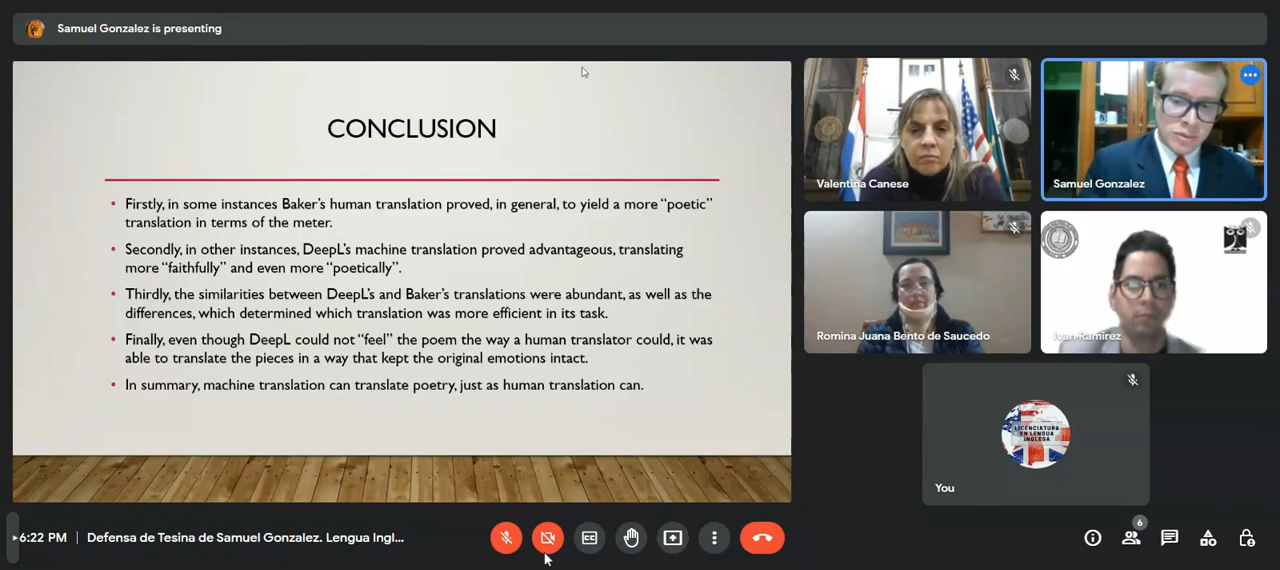 Samuel Gonzalez is presenting
CONCLUSION
• Firstly, in some instances Baker's human translation proved, in general, to yield a more “poetic”
translation in terms of the meter.
• Secondly, in other instances, DeepL's machine translation proved advantageous, translating
more “faithfully” and even more “poetically”.
• Thirdly, the similarities between DeepL's and Baker's translations were abundant, as well as the
differences, which determined which translation was more efficient in its task.
• Finally, even though DeepL could not “feel” the poem the way a human translator could, it was
able to translate the pieces in a way that kept the original emotions intact.
• In summary, machine translation can translate poetry, just as human translation can.
Valentina Canese
Samuel Gonzalez
Romina Juana Bento de Saucedo
Ivan Ramirez
LICENCIATURA
EN LENGUA
INGLESA
You
6:22 PM | Defensa de Tesina de Samuel Gonzalez. Lengua Ingl...
6